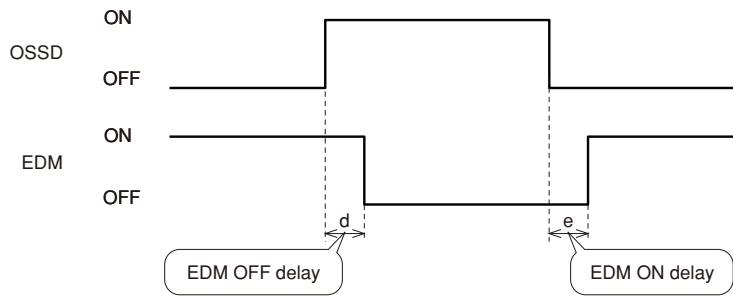 ON
OSSD
OFF
ON
EDM
OFF
d
e
EDM OFF delay
EDM ON delay